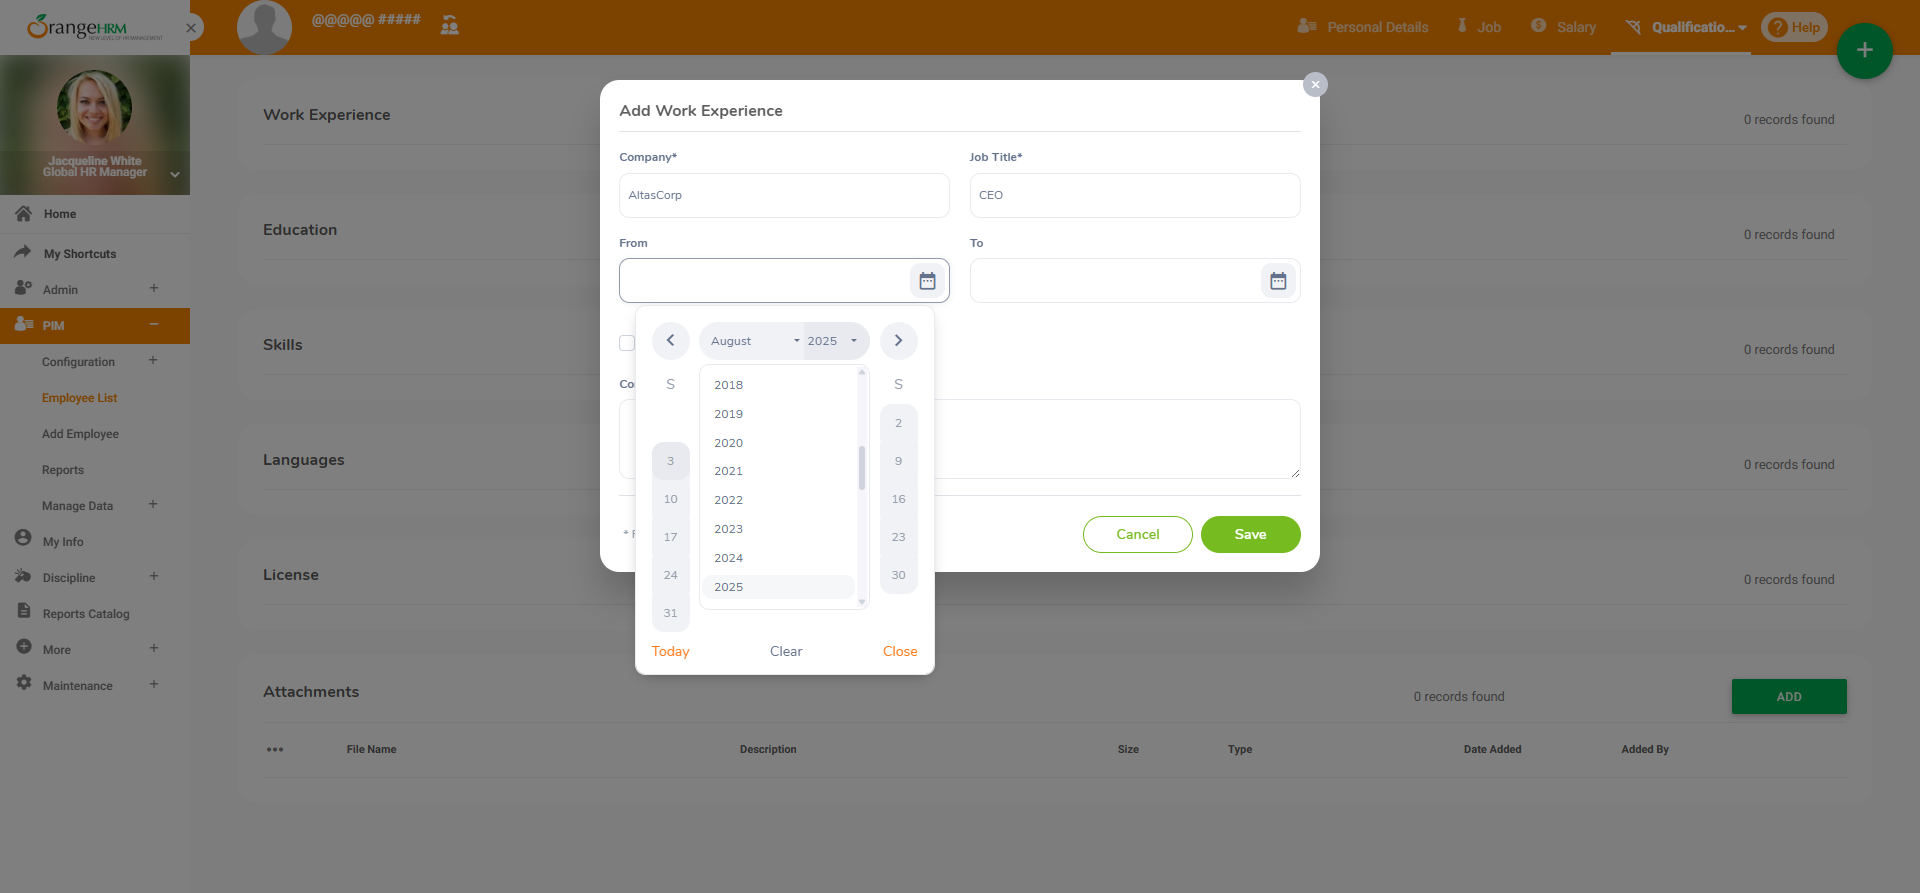 OrangeHRM
NEW LEVEL OF HR MANAGEMENT
@@@@@ #####
Personal Details
Job
Salary
Qualificatio...
Help
Jacqueline White
Global HR Manager
Home
My Shortcuts
Admin
PIM
Configuration
Employee List
Add Employee
Reports
Manage Data
My Info
Discipline
Reports Catalog
More
Maintenance
Work Experience
0 records found
Education
0 records found
Skills
0 records found
Languages
0 records found
License
0 records found
Attachments
0 records found
ADD
File Name Description Size Type Date Added Added By
Add Work Experience
Company* Job Title*
AltasCorp CEO
From To
August 2025
S S
2018
2019
2020
2021
2022
2023
2024
2025
3
10
17
24
31
2
9
16
23
30
Today Clear Close
Cancel Save